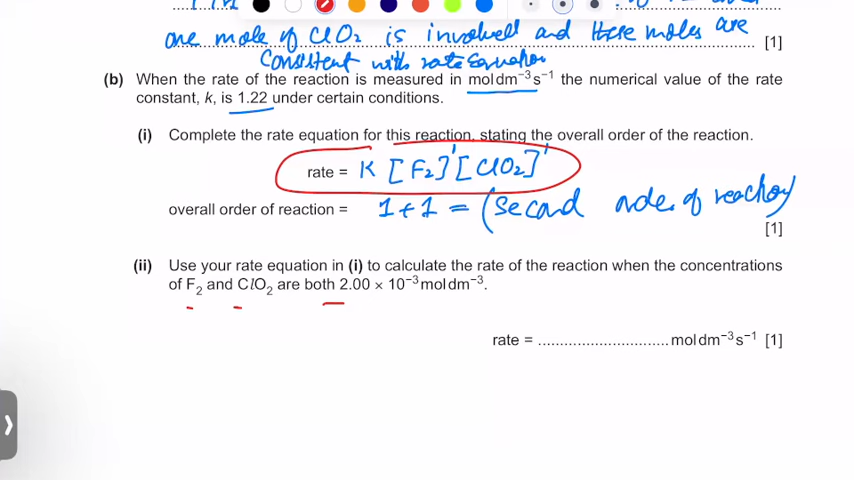 one mole of ClO₂ is involved and these moles are [1]
consistent with rate equation
(b) When the rate of the reaction is measured in mol dm⁻³ s⁻¹ the numerical value of the rate
constant, k, is 1.22 under certain conditions.
(i) Complete the rate equation for this reaction, stating the overall order of the reaction.
rate = K [F₂]¹ [ClO₂]¹
overall order of reaction = 1 + 1 = (Second order of reaction)
[1]
(ii) Use your rate equation in (i) to calculate the rate of the reaction when the concentrations
of F₂ and ClO₂ are both 2.00 × 10⁻³ mol dm⁻³.
rate = .............................. mol dm⁻³ s⁻¹ [1]